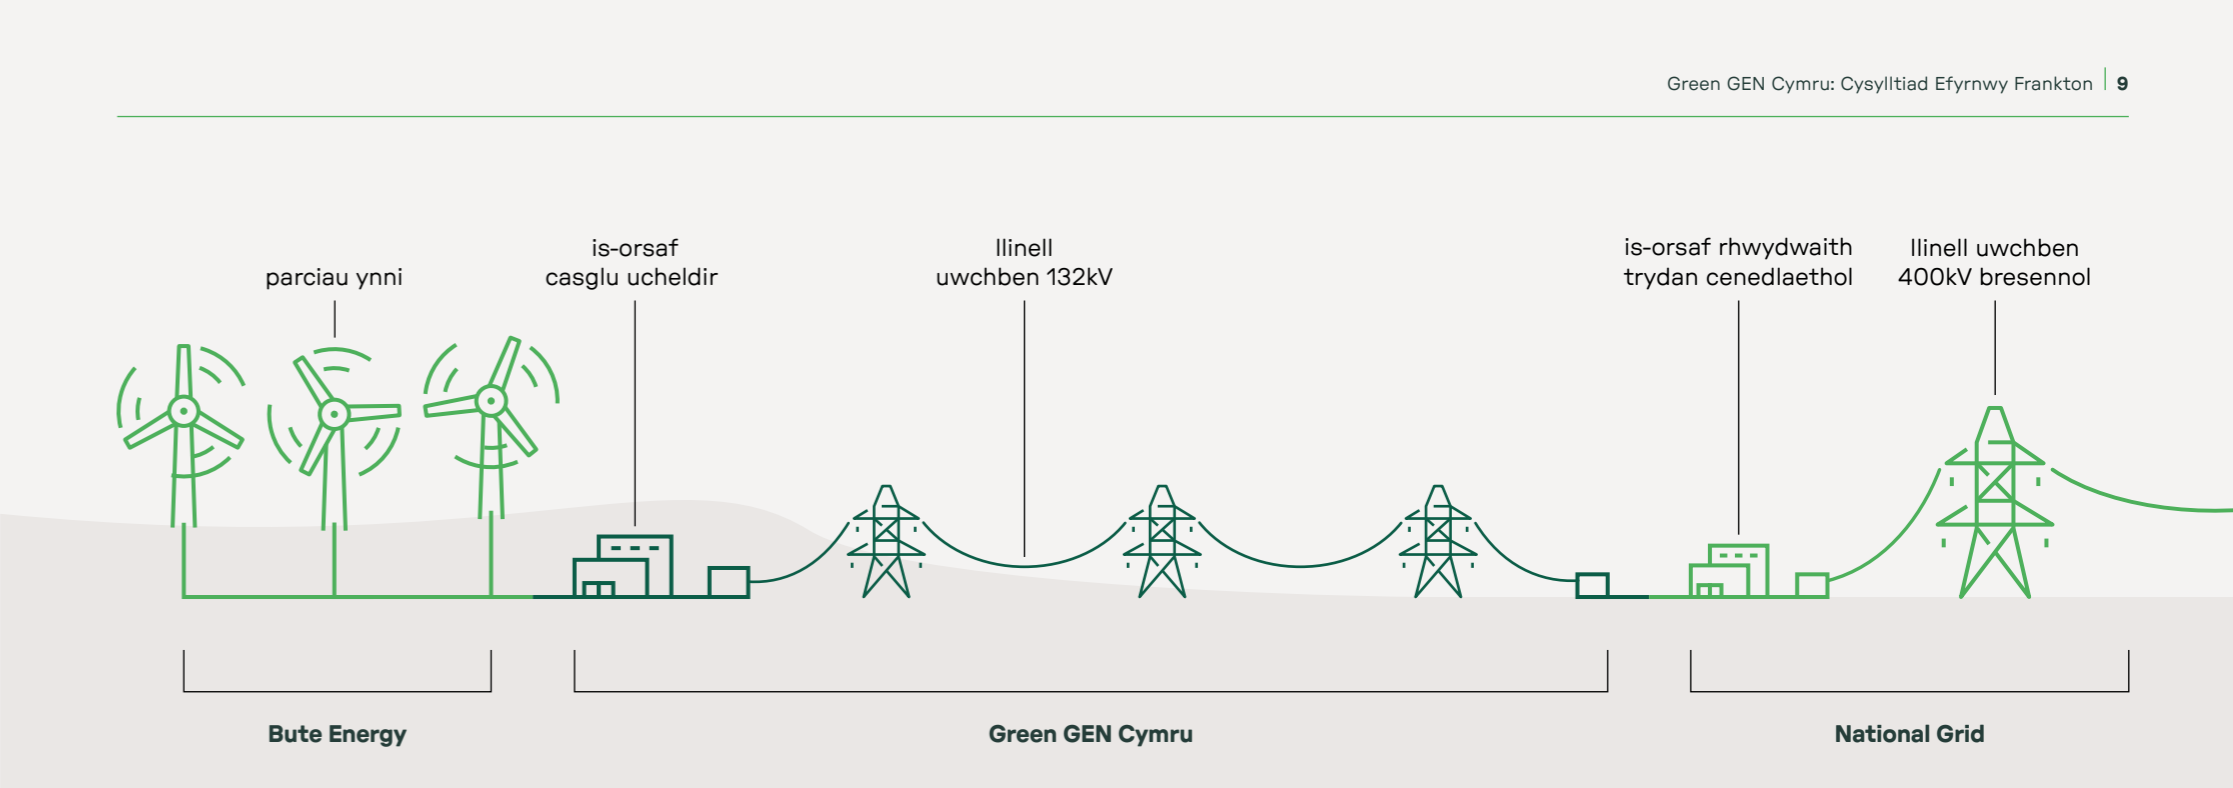 Green GEN Cymru: Cysylltiad Efyrnwy Frankton 9
parciau ynni
is-orsaf
casglu ucheldir
llinell
uwchben 132kV
is-orsaf rhwydwaith
trydan cenedlaethol
llinell uwchben
400kV bresennol
Bute Energy
Green GEN Cymru
National Grid